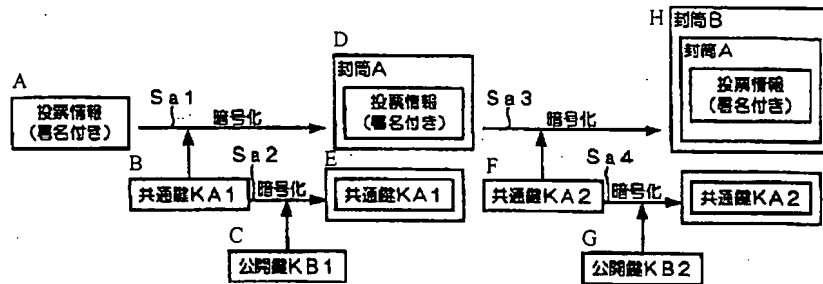 A
投票情報
(署名付き)
Sa1
暗号化
D
封筒A
投票情報
(署名付き)
Sa3
暗号化
H
封筒B
封筒A
投票情報
(署名付き)
B
共通鍵KA1
Sa2
暗号化
E
共通鍵KA1
F
共通鍵KA2
Sa4
暗号化
共通鍵KA2
C
公開鍵KB1
G
公開鍵KB2